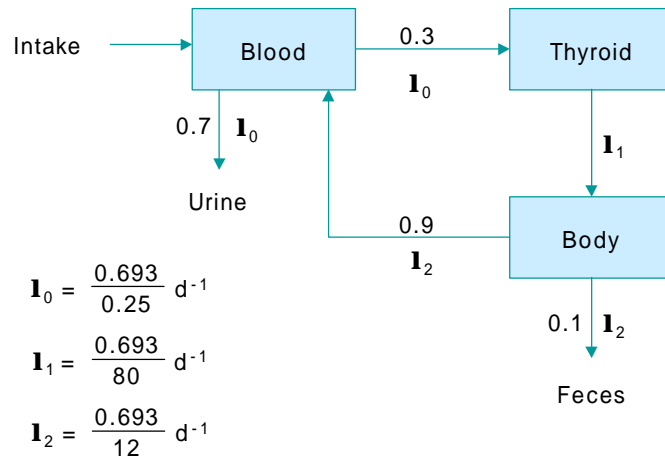 Intake
Blood
0.3
l₀
Thyroid
0.7 l₀
Urine
l₁
0.9
l₂
Body
0.1 l₂
Feces
l₀ = 0.693
0.25 d⁻¹
l₁ = 0.693
80 d⁻¹
l₂ = 0.693
12 d⁻¹